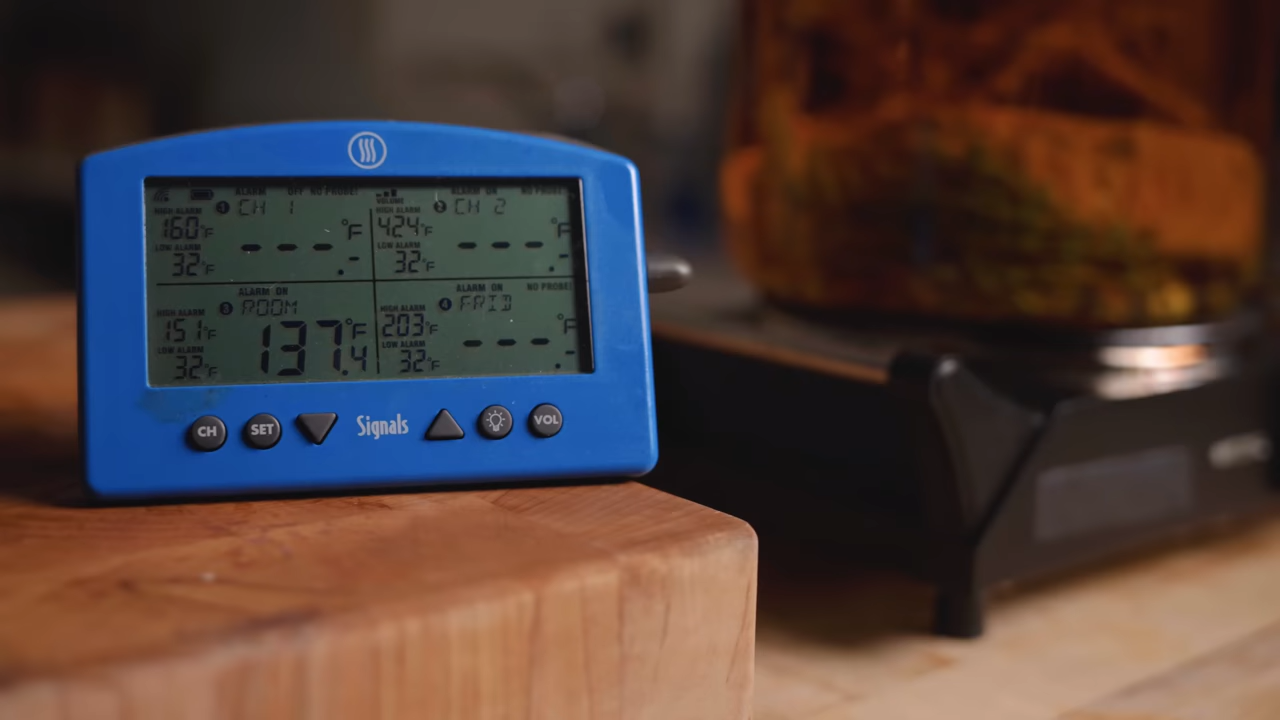 ALARM OFF NO PROBE!
1 CH 1
HIGH ALARM
160°F
LOW ALARM
32°F
---.- °F
VOLUME
ALARM ON NO PROBE!
2 CH 2
HIGH ALARM
424°F
LOW ALARM
32°F
---.- °F
ALARM ON
3 ROOM
HIGH ALARM
151°F
LOW ALARM
32°F
137.4°F
ALARM ON NO PROBE!
4 FRID
HIGH ALARM
203°F
LOW ALARM
32°F
---.- °F
CH SET Signals VOL